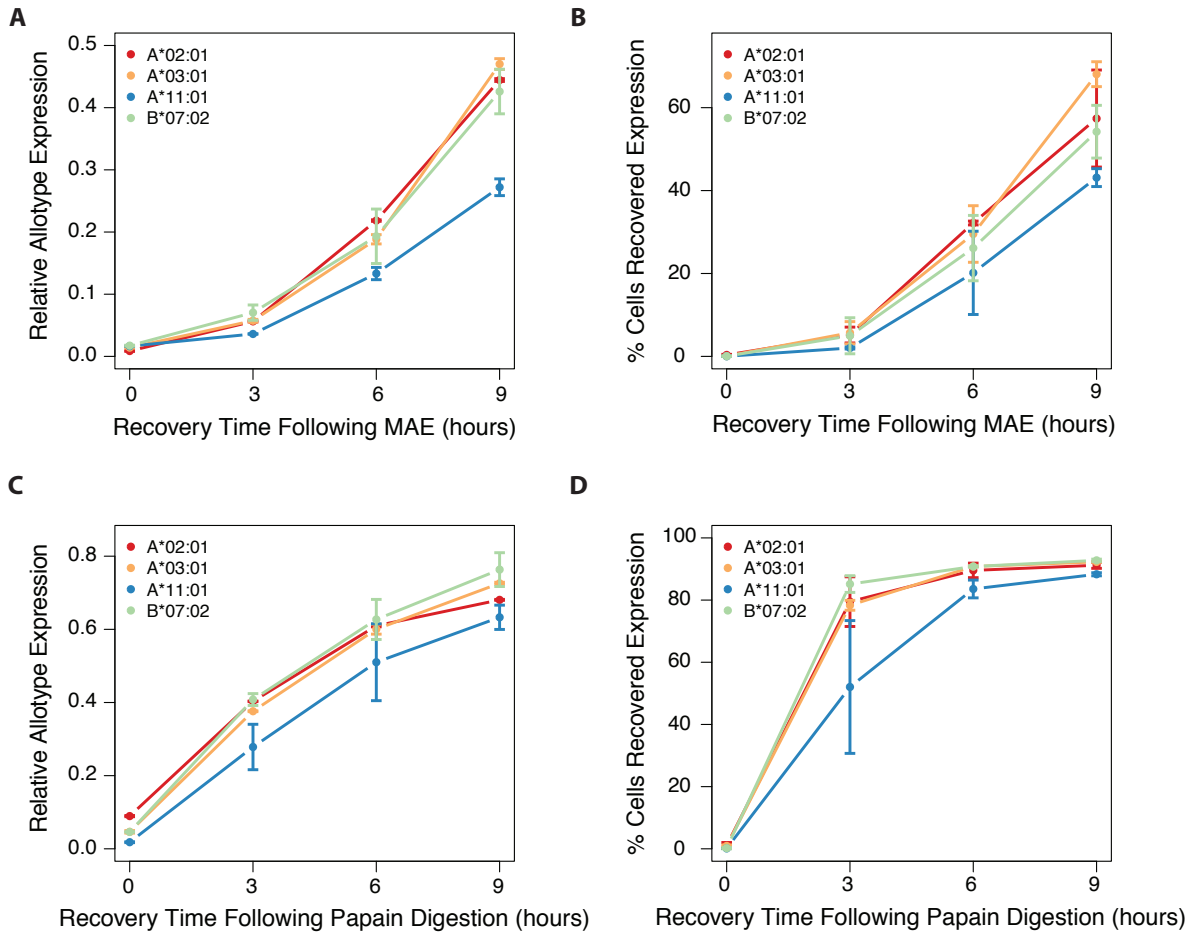 A
Relative Allotype Expression
0.5
0.4
0.3
0.2
0.1
0.0
A*02:01
A*03:01
A*11:01
B*07:02
0 3 6 9
Recovery Time Following MAE (hours)
B
% Cells Recovered Expression
60
40
20
0
A*02:01
A*03:01
A*11:01
B*07:02
0 3 6 9
Recovery Time Following MAE (hours)
C
Relative Allotype Expression
0.8
0.6
0.4
0.2
0.0
A*02:01
A*03:01
A*11:01
B*07:02
0 3 6 9
Recovery Time Following Papain Digestion (hours)
D
% Cells Recovered Expression
100
80
60
40
20
0
A*02:01
A*03:01
A*11:01
B*07:02
0 3 6 9
Recovery Time Following Papain Digestion (hours)